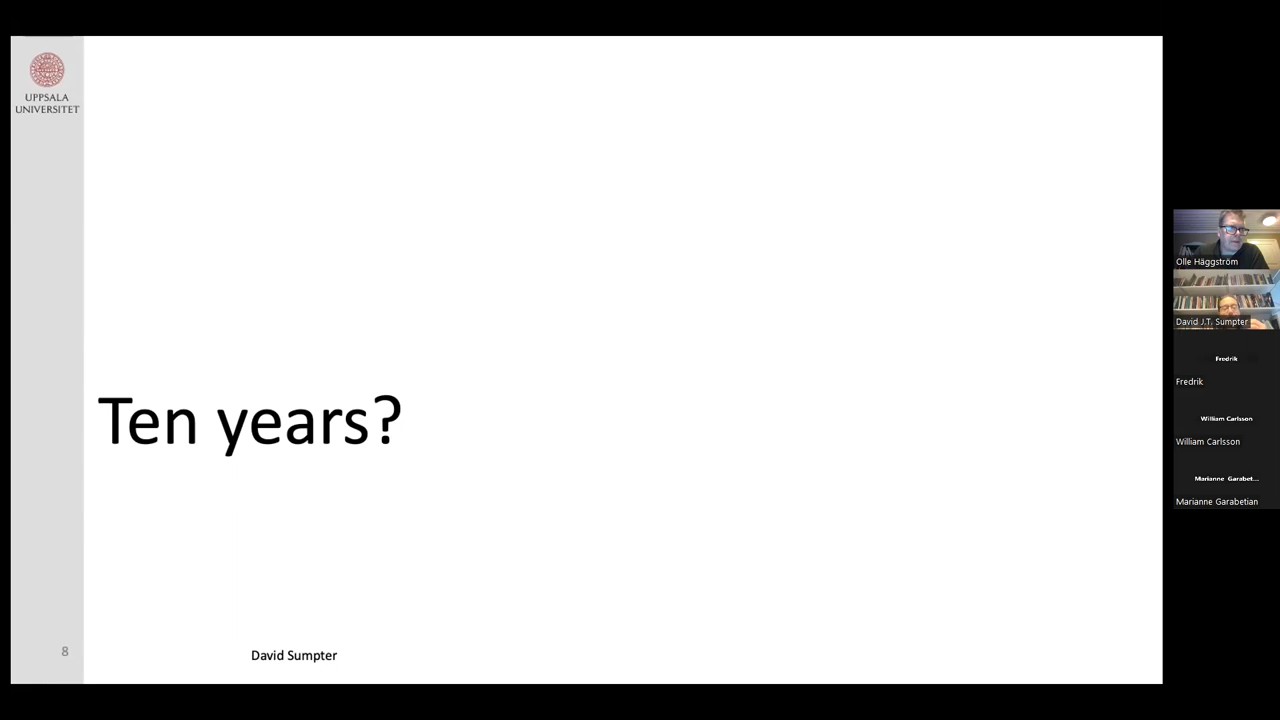 UPPSALA
UNIVERSITET
Ten years?
8
David Sumpter
Olle Häggström
David J.T. Sumpter
Fredrik
Fredrik
William Carlsson
William Carlsson
Marianne Garabet...
Marianne Garabetian